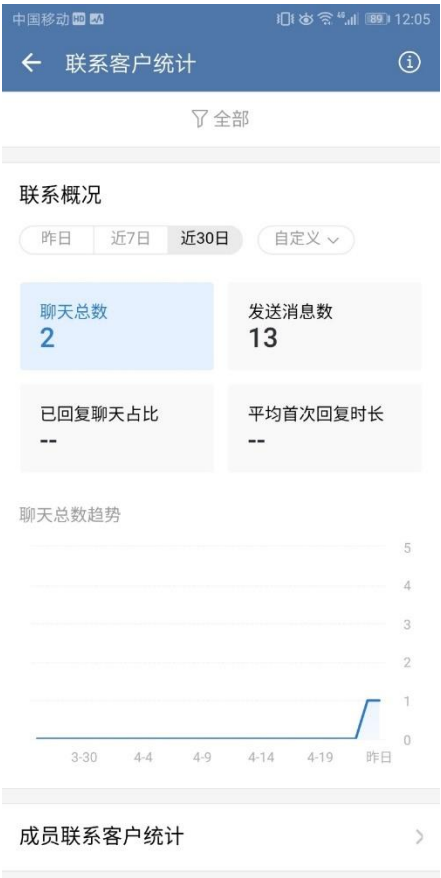 中国移动 HD 89 12:05
联系客户统计
全部
联系概况
昨日 近7日 近30日 自定义
聊天总数 发送消息数
2 13
已回复聊天占比 平均首次回复时长
-- --
聊天总数趋势
5
4
3
2
1
0
3-30 4-4 4-9 4-14 4-19 昨日
成员联系客户统计